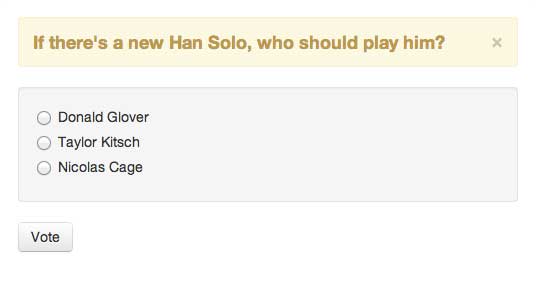 If there's a new Han Solo, who should play him? ×
Donald Glover
Taylor Kitsch
Nicolas Cage
Vote